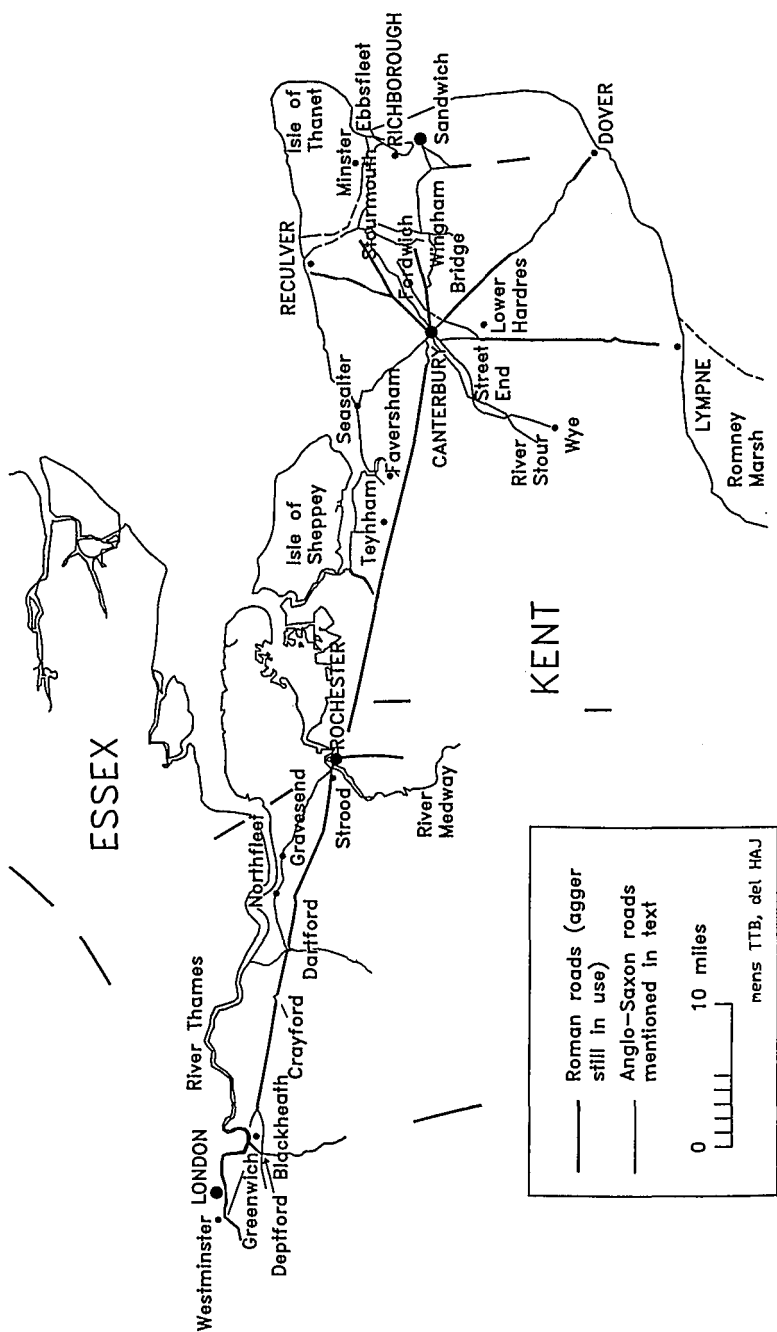 ESSEX
KENT
Westminster
LONDON
River Thames
Greenwich
Deptford
Blackheath
Crayford
Dartford
Northfleet
Gravesend
Strood
ROCHESTER
River
Medway
Isle of
Sheppey
Teynham
Faversham
Seasalter
CANTERBURY
Street
End
River
Stour
Wye
Lower
Hardres
RECULVER
Isle of
Thanet
Minster
Ebbsfleet
Stourmouth
RICHBOROUGH
Sandwich
Fordwich
Wingham
Bridge
DOVER
LYMPNE
Romney
Marsh
Roman roads (agger
still in use)
Anglo-Saxon roads
mentioned in text
0 10 miles
mens TTB, del HAJ